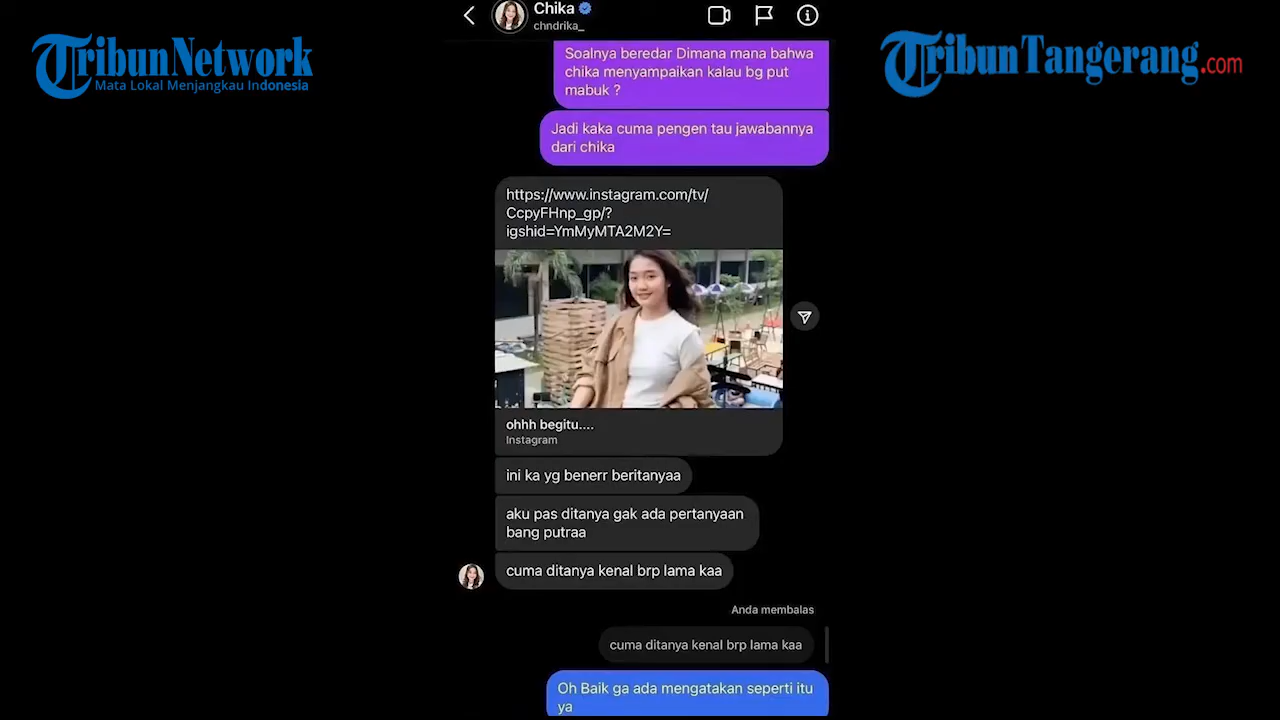 TribunNetwork
Mata Lokal Menjangkau Indonesia
TribunTangerang.com
Chika
chndrika_
Soalnya beredar Dimana mana bahwa
chika menyampaikan kalau bg put
mabuk ?
Jadi kaka cuma pengen tau jawabannya
dari chika
https://www.instagram.com/tv/
CcpyFHnp_gp/?
igshid=YmMyMTA2M2Y=
ohhh begitu....
Instagram
ini ka yg benerr beritanyaa
aku pas ditanya gak ada pertanyaan
bang putraa
cuma ditanya kenal brp lama kaa
Anda membalas
cuma ditanya kenal brp lama kaa
Oh Baik ga ada mengatakan seperti itu
ya